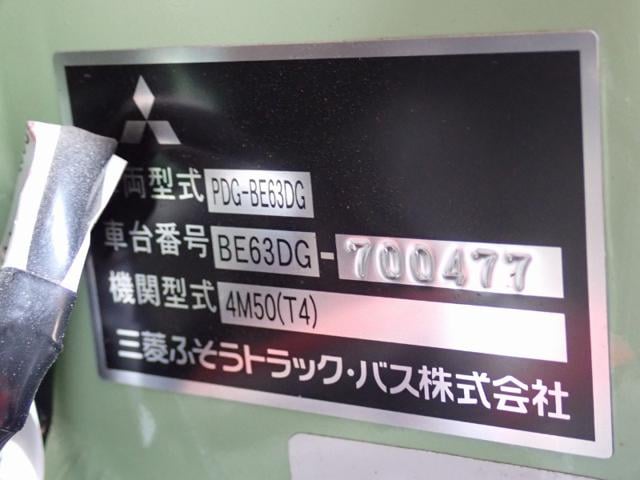 両型式 PDG-BE63DG
車台番号 BE63DG-700477
機関型式 4M50(T4)
三菱ふそうトラック・バス株式会社